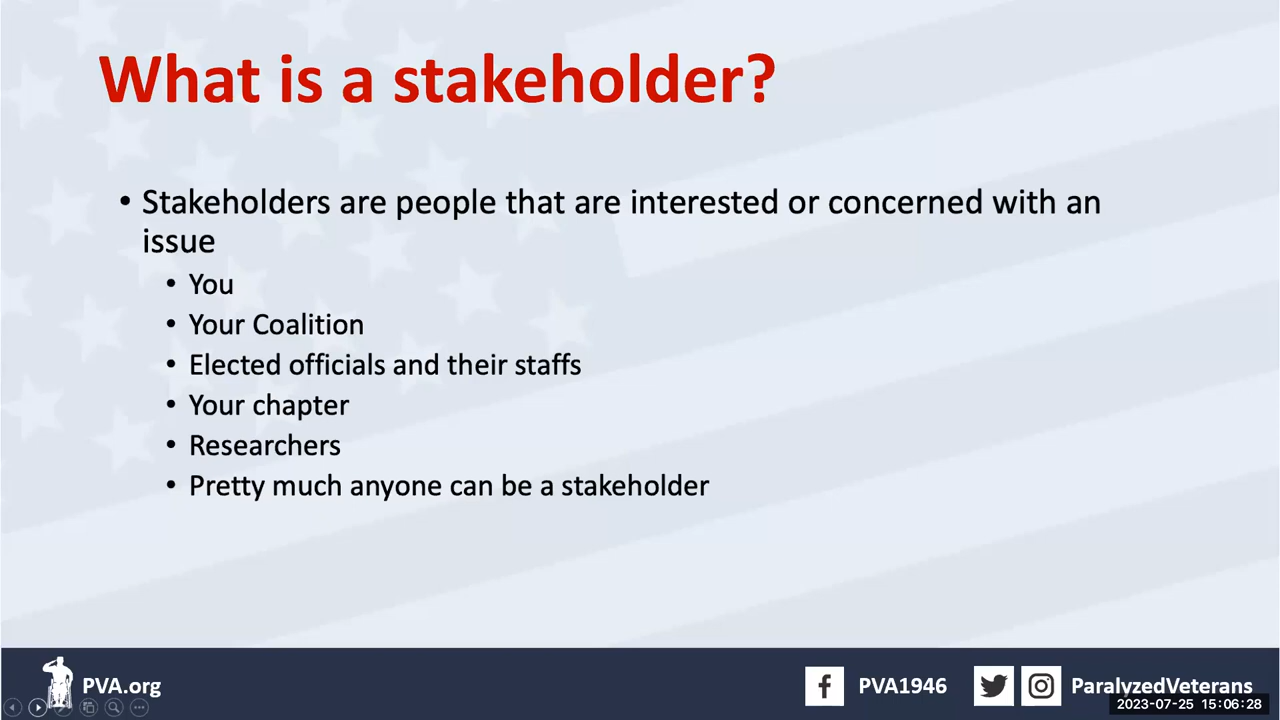 What is a stakeholder?
• Stakeholders are people that are interested or concerned with an
issue
• You
• Your Coalition
• Elected officials and their staffs
• Your chapter
• Researchers
• Pretty much anyone can be a stakeholder
PVA.org
PVA1946
ParalyzedVeterans
2023-07-25 15:06:28